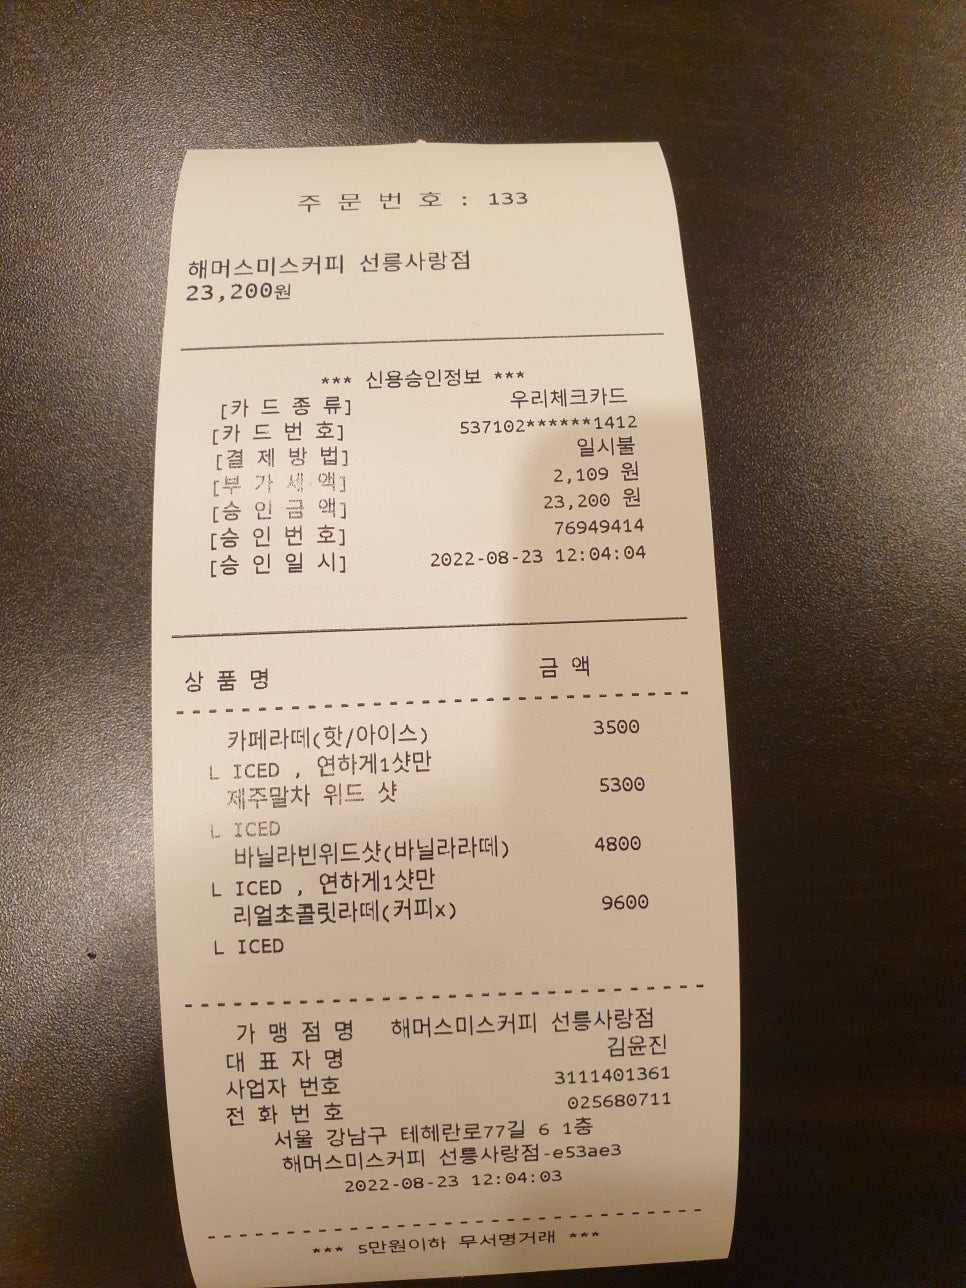 주 문 번 호 : 133
해머스미스커피 선릉사랑점
23,200원
*** 신용승인정보 ***
[카 드 종 류] 우리체크카드
[카 드 번 호] 537102******1412
[결 제 방 법] 일시불
[부 가 세 액] 2,109 원
[승 인 금 액] 23,200 원
[승 인 번 호] 76949414
[승 인 일 시] 2022-08-23 12:04:04
상 품 명 금 액
카페라떼(핫/아이스) 3500
L ICED , 연하게1샷만
제주말차 위드 샷 5300
L ICED
바닐라빈위드샷(바닐라라떼) 4800
L ICED , 연하게1샷만
리얼초콜릿라떼(커피x) 9600
L ICED
가 맹 점 명 해머스미스커피 선릉사랑점
대 표 자 명 김윤진
사업자 번호 3111401361
전 화 번 호 025680711
서울 강남구 테헤란로77길 6 1층
해머스미스커피 선릉사랑점-e53ae3
2022-08-23 12:04:03
*** 5만원이하 무서명거래 ***